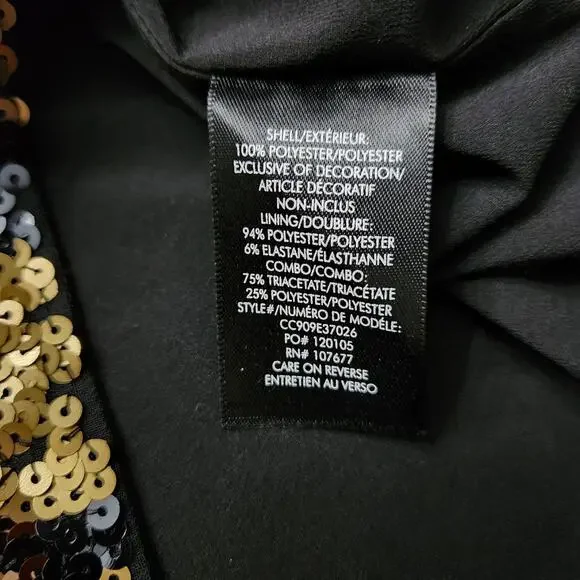 SHELL/EXTÉRIEUR:
100% POLYESTER/POLYESTER
EXCLUSIVE OF DECORATION/
ARTICLE DÉCORATIF
NON-INCLUS
LINING/DOUBLURE:
94% POLYESTER/POLYESTER
6% ELASTANE/ÉLASTHANNE
COMBO/COMBO:
75% TRIACETATE/TRIACÉTATE
25% POLYESTER/POLYESTER
STYLE#/NUMÉRO DE MODÉLE:
CC909E37026
PO# 120105
RN# 107677
CARE ON REVERSE
ENTRETIEN AU VERSO